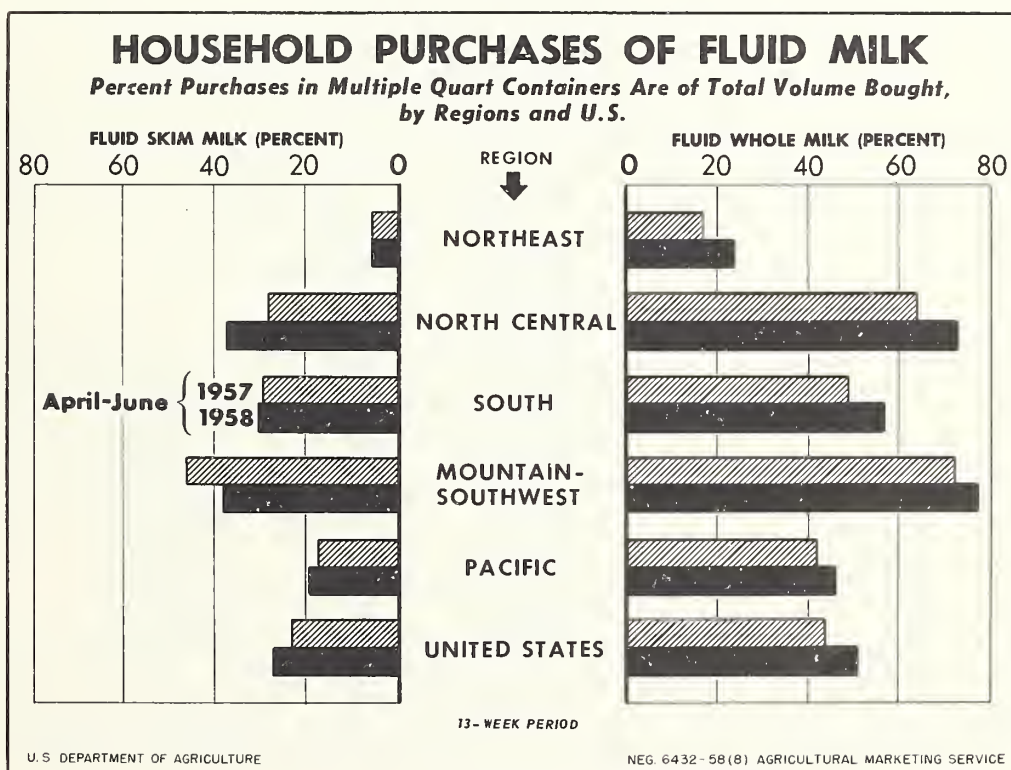 HOUSEHOLD PURCHASES OF FLUID MILK
Percent Purchases in Multiple Quart Containers Are of Total Volume Bought,
by Regions and U.S.
FLUID SKIM MILK (PERCENT)
80 60 40 20 0
REGION
FLUID WHOLE MILK (PERCENT)
0 20 40 60 80
NORTHEAST
NORTH CENTRAL
April-June { 1957
1958
SOUTH
MOUNTAIN-
SOUTHWEST
PACIFIC
UNITED STATES
13-WEEK PERIOD
U. S DEPARTMENT OF AGRICULTURE
NEG. 6432-58(8) AGRICULTURAL MARKETING SERVICE